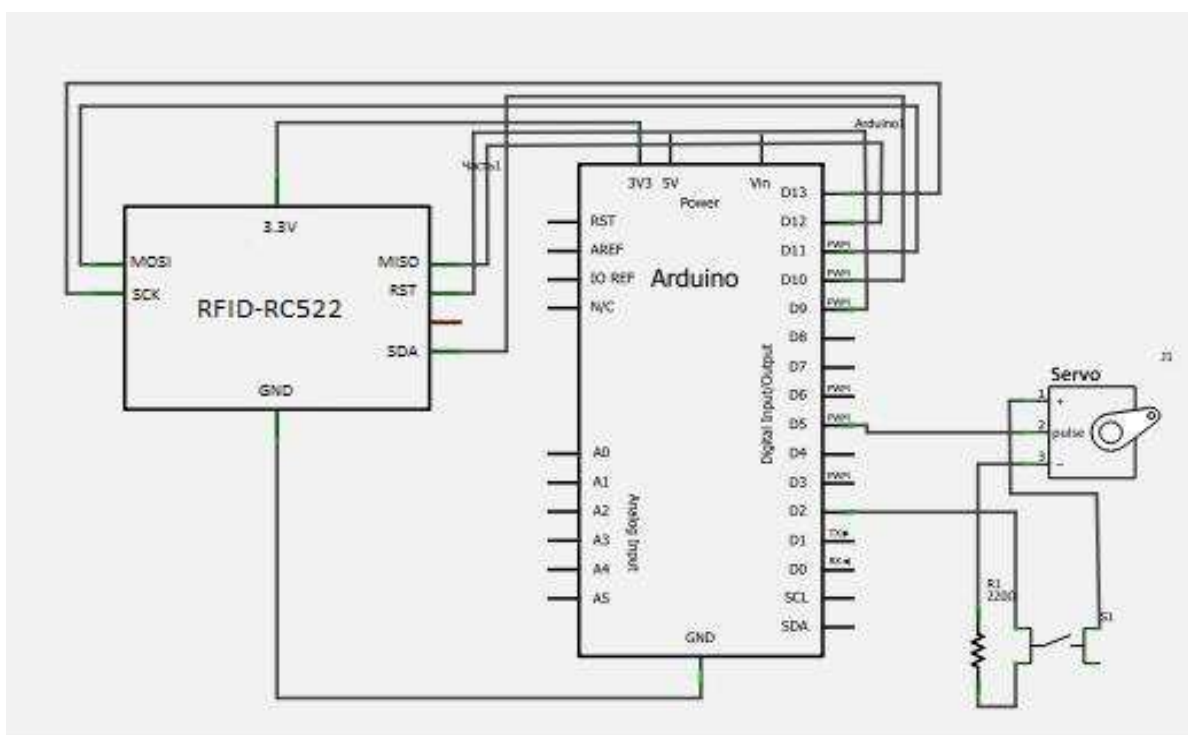 Arduino1
Часть1
3V3 5V Vin
Power
D13
RST
D12
AREF
D11
PWM
IO REF
D10
PWM
N/C
D9
PWM
Arduino
D8
D7
D6
PWM
D5
PWM
D4
D3
PWM
D2
D1
TX
D0
RX
SCL
SDA
A0
A1
A2
A3
A4
A5
Analog Input
Digital Input/Output
GND
3.3V
MOSI
MISO
SCK
RST
RFID-RC522
SDA
GND
J1
Servo
1
+
2
pulse
3
−
R1
220Ω
S1